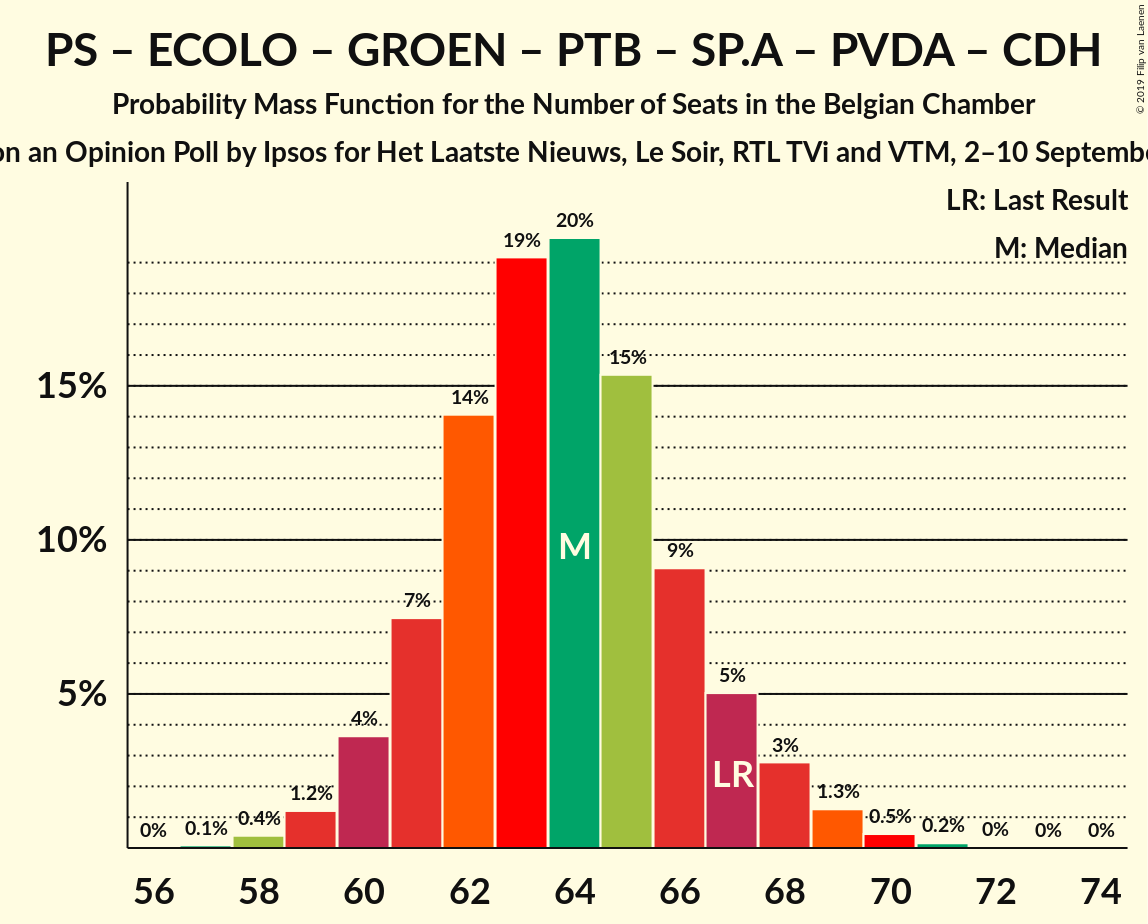 PS – ECOLO – GROEN – PTB – SP.A – PVDA – CDH
Probability Mass Function for the Number of Seats in the Belgian Chamber
on an Opinion Poll by Ipsos for Het Laatste Nieuws, Le Soir, RTL TVi and VTM, 2–10 Septembe
© 2019 Filip van Laenen
LR: Last Result
M: Median
20%
19%
15%
15%
14%
10%
9%
M
7%
5%
5%
4%
3%
LR
1.2%
1.3%
0%
0.1%
0.4%
0.5%
0.2%
0%
0%
0%
56 58 60 62 64 66 68 70 72 74